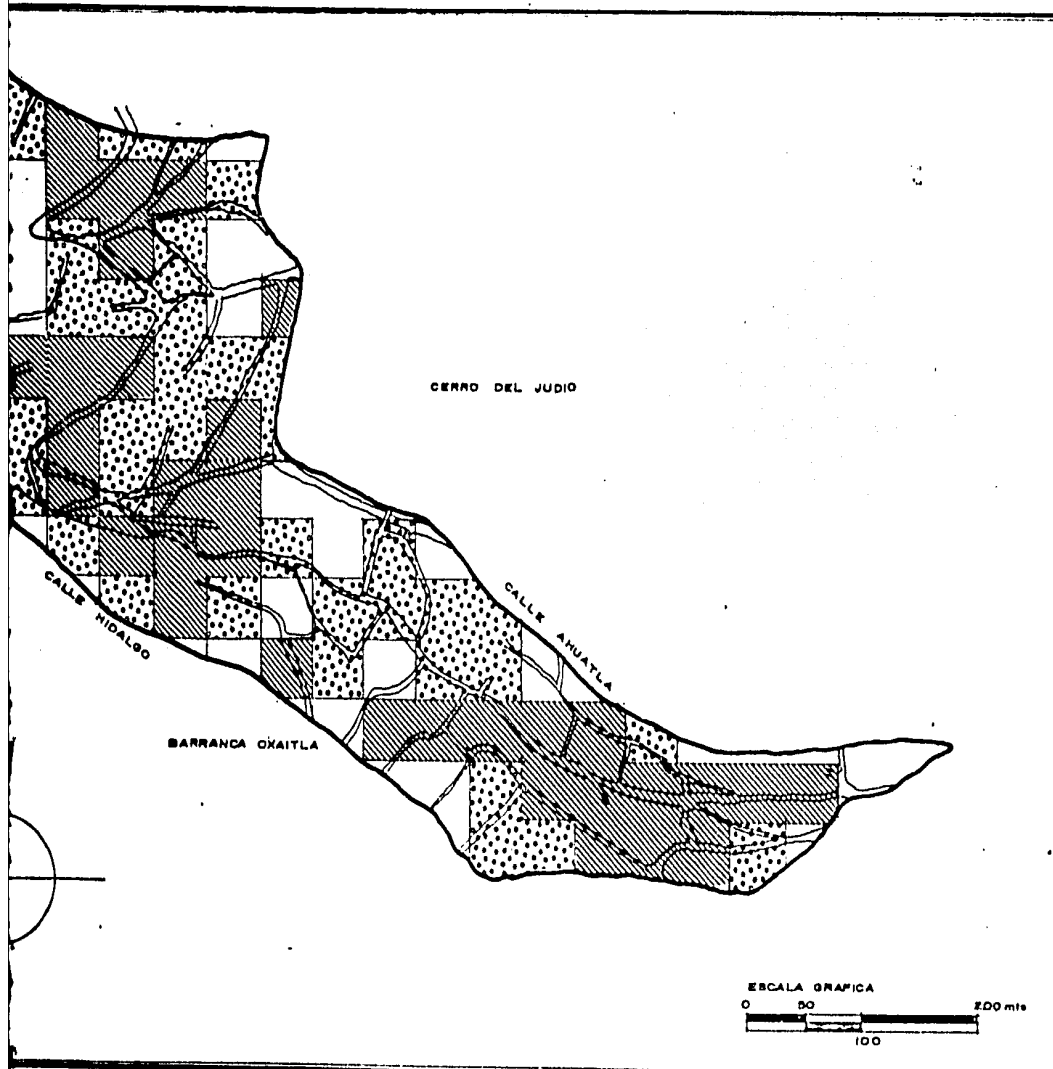 CERRO DEL JUDIO
CALLE HIDALGO
CALLE AHUATLA
BARRANCA OXAITLA
ESCALA GRAFICA
0 50 200 mts
100